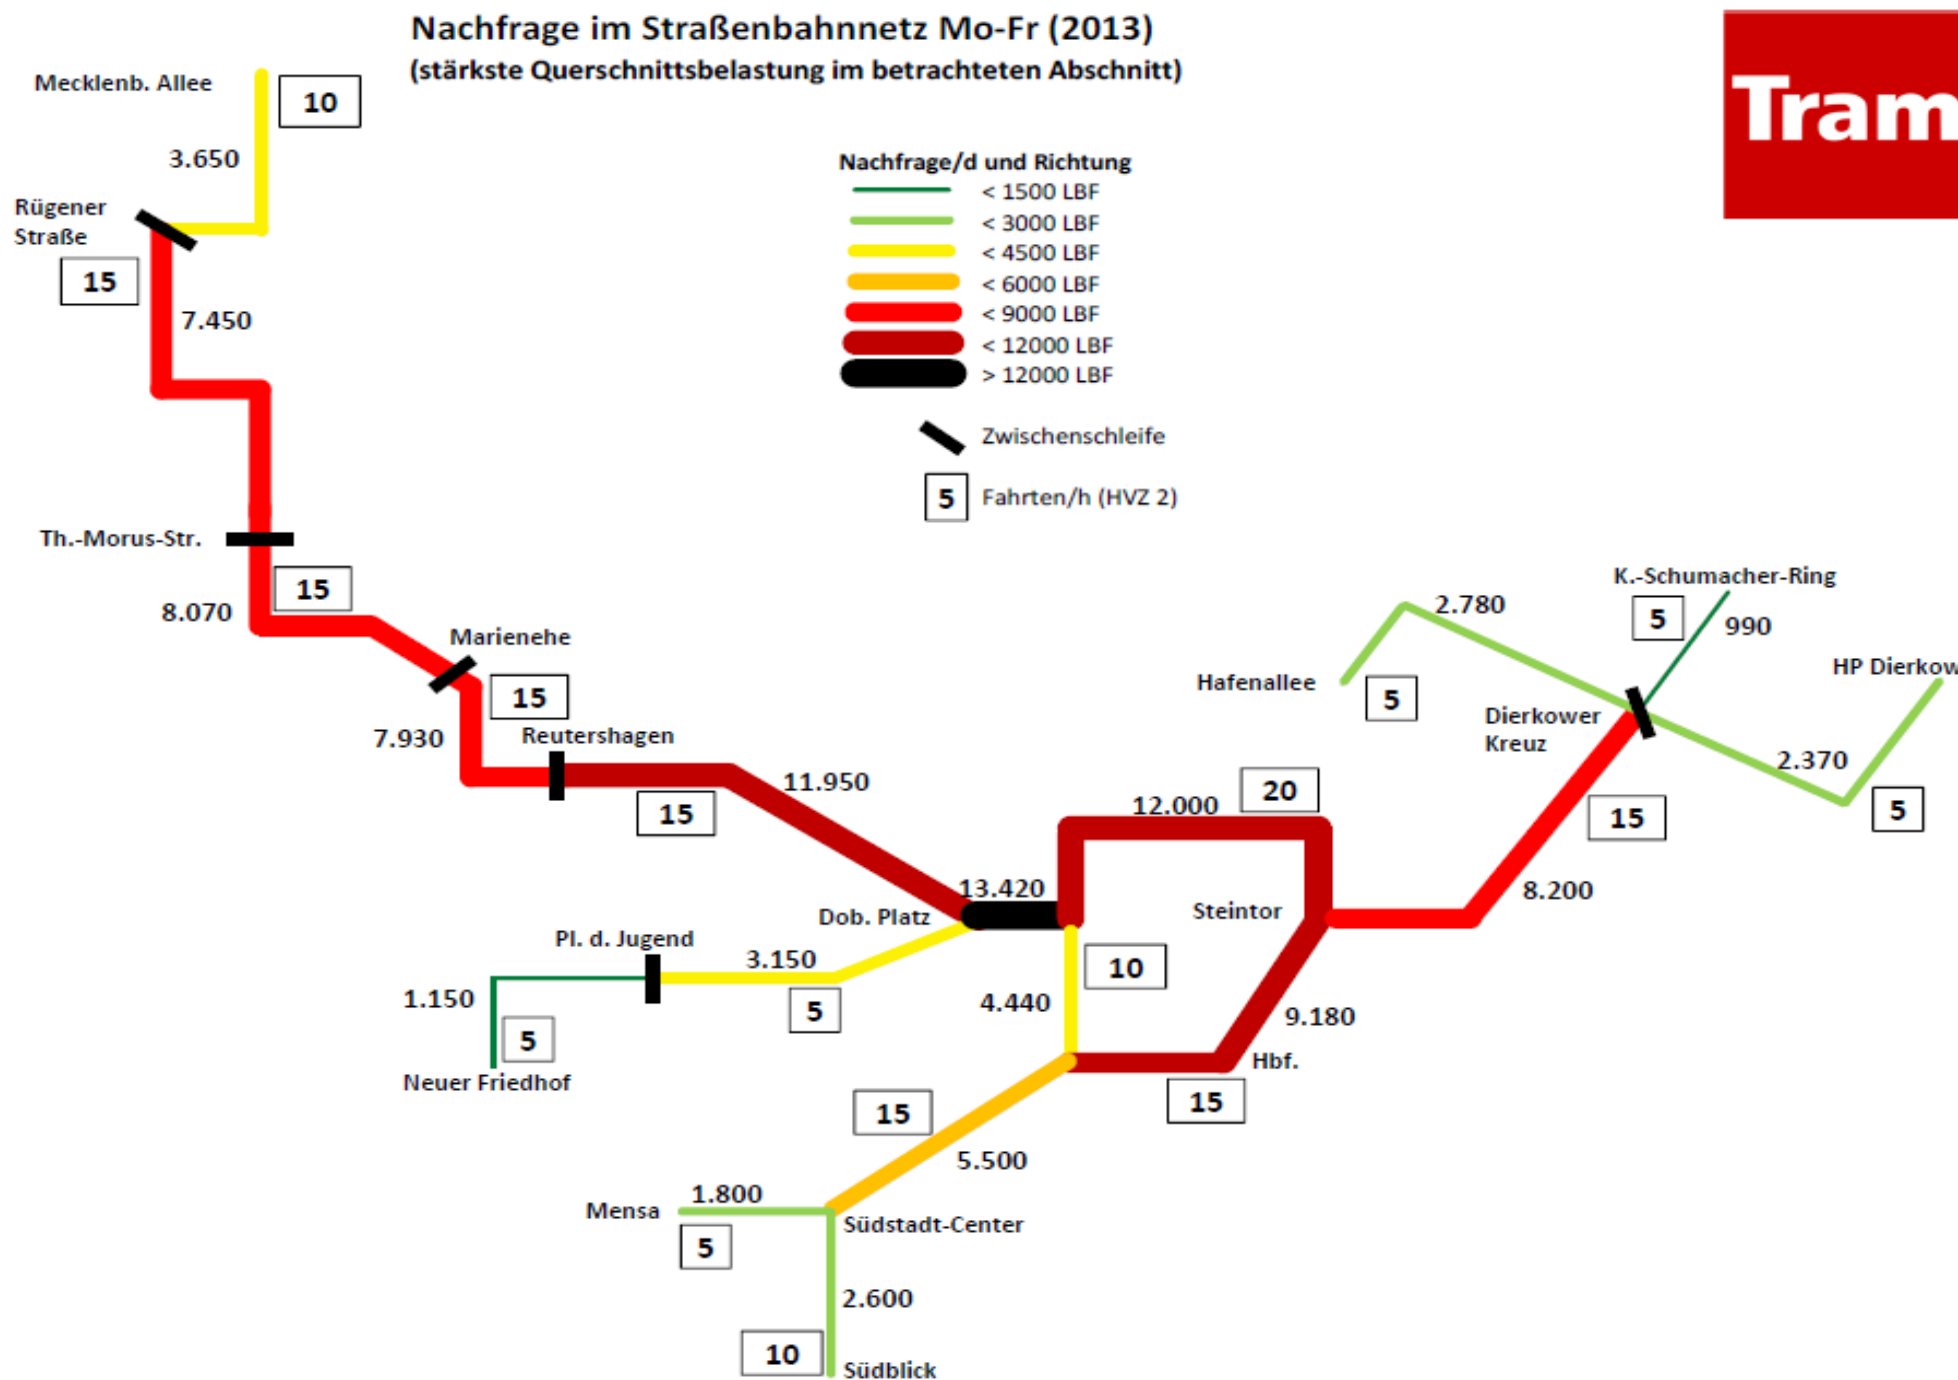 Nachfrage im Straßenbahnnetz Mo-Fr (2013)
(stärkste Querschnittsbelastung im betrachteten Abschnitt)
Tram
Mecklenb. Allee
10
3.650
Rügener
Straße
15
7.450
Nachfrage/d und Richtung
< 1500 LBF
< 3000 LBF
< 4500 LBF
< 6000 LBF
< 9000 LBF
< 12000 LBF
> 12000 LBF
Zwischenschleife
5 Fahrten/h (HVZ 2)
Th.-Morus-Str.
15
8.070
Marienehe
15
7.930
Reutershagen
15
11.950
K.-Schumacher-Ring
5
990
2.780
Hafenallee
5
HP Dierkow
Dierkower
Kreuz
2.370
5
15
8.200
20
12.000
13.420
Dob. Platz
Steintor
Pl. d. Jugend
3.150
5
1.150
5
Neuer Friedhof
10
4.440
9.180
Hbf.
15
15
5.500
Mensa
1.800
5
Südstadt-Center
2.600
10
Südblick